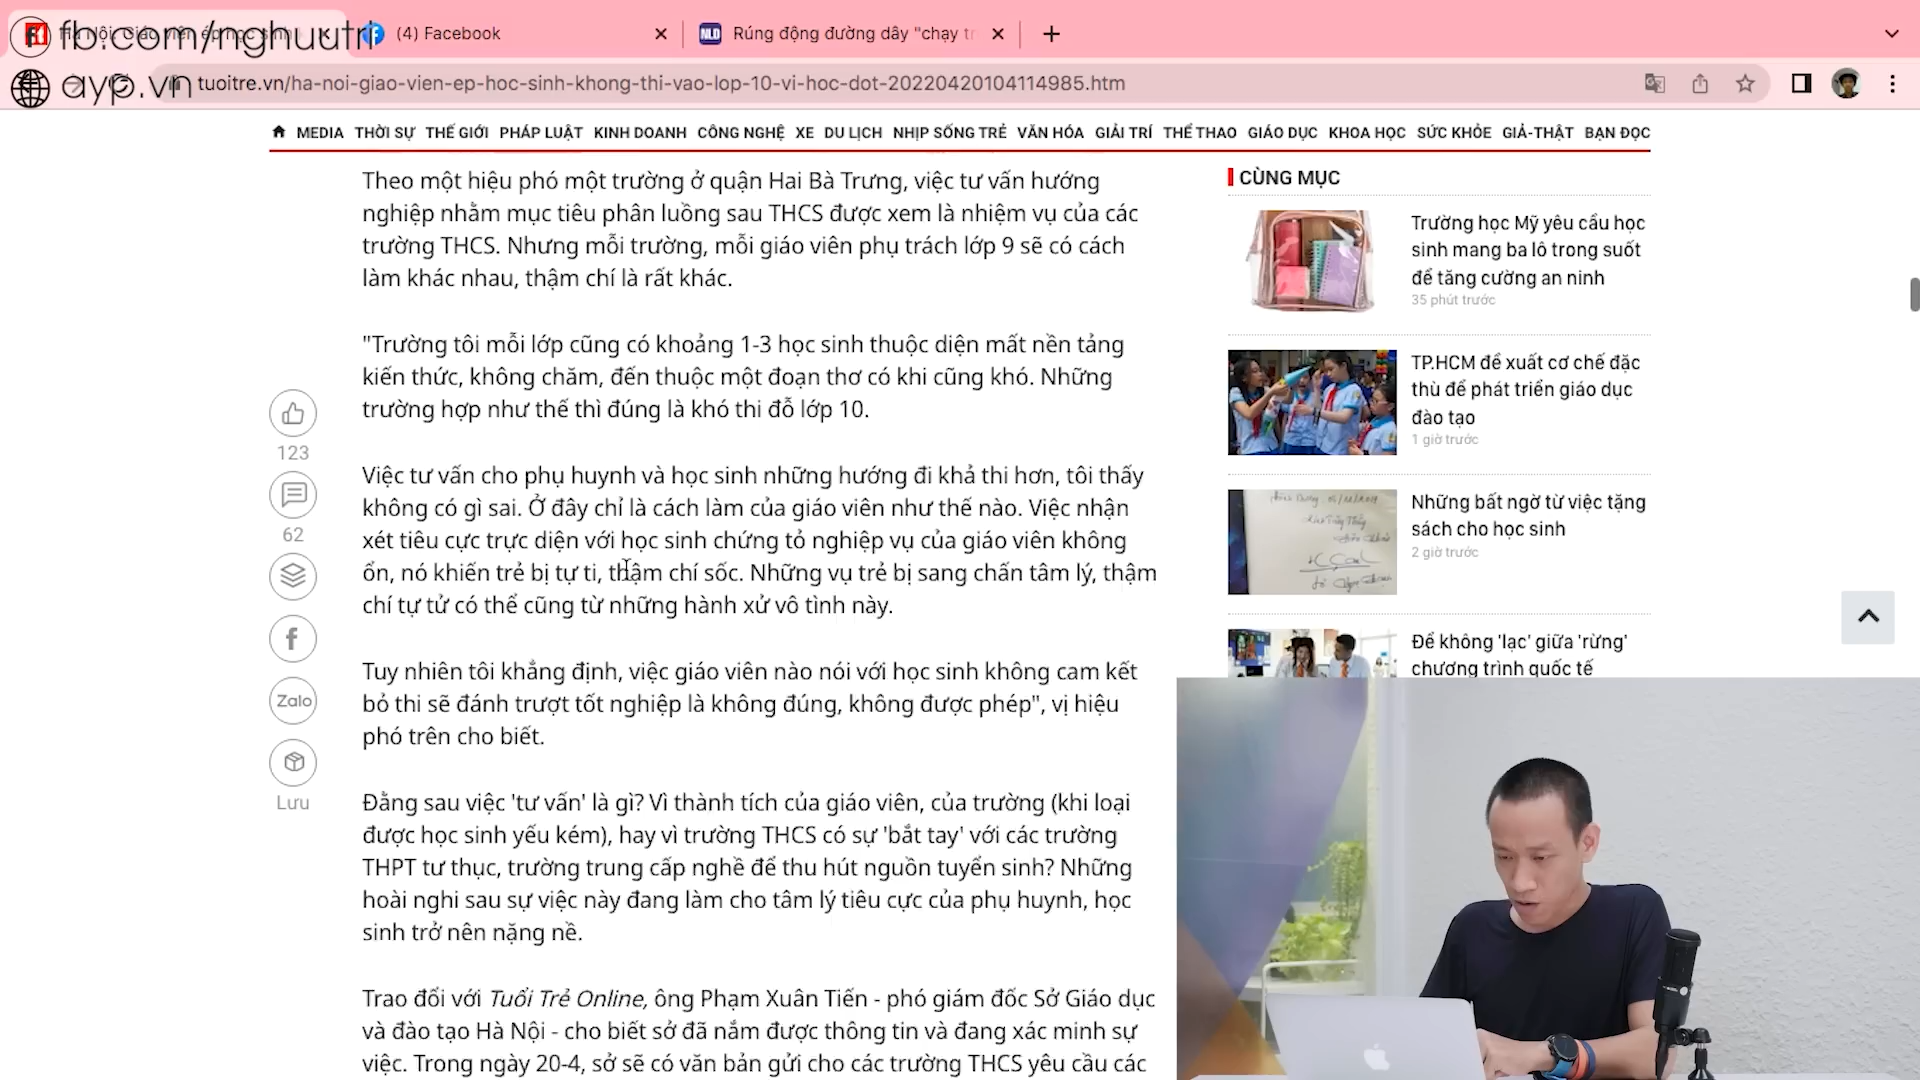 fb.com/nghuutri
(4) Facebook
NLD
Rúng động đường dây "chạy tr
ayp.vn
tuoitre.vn/ha-noi-giao-vien-ep-hoc-sinh-khong-thi-vao-lop-10-vi-hoc-dot-20220420104114985.htm
MEDIA THỜI SỰ THẾ GIỚI PHÁP LUẬT KINH DOANH CÔNG NGHỆ XE DU LỊCH NHỊP SỐNG TRẺ VĂN HÓA GIẢI TRÍ THỂ THAO GIÁO DỤC KHOA HỌC SỨC KHỎE GIẢ-THẬT BẠN ĐỌC
Theo một hiệu phó một trường ở quận Hai Bà Trưng, việc tư vấn hướng
nghiệp nhằm mục tiêu phân luồng sau THCS được xem là nhiệm vụ của các
trường THCS. Nhưng mỗi trường, mỗi giáo viên phụ trách lớp 9 sẽ có cách
làm khác nhau, thậm chí là rất khác.
"Trường tôi mỗi lớp cũng có khoảng 1-3 học sinh thuộc diện mất nền tảng
kiến thức, không chăm, đến thuộc một đoạn thơ có khi cũng khó. Những
trường hợp như thế thì đúng là khó thi đỗ lớp 10.
Việc tư vấn cho phụ huynh và học sinh những hướng đi khả thi hơn, tôi thấy
không có gì sai. Ở đây chỉ là cách làm của giáo viên như thế nào. Việc nhận
xét tiêu cực trực diện với học sinh chứng tỏ nghiệp vụ của giáo viên không
ổn, nó khiến trẻ bị tự ti, thậm chí sốc. Những vụ trẻ bị sang chấn tâm lý, thậm
chí tự tử có thể cũng từ những hành xử vô tình này.
Tuy nhiên tôi khẳng định, việc giáo viên nào nói với học sinh không cam kết
bỏ thi sẽ đánh trượt tốt nghiệp là không đúng, không được phép", vị hiệu
phó trên cho biết.
Đằng sau việc 'tư vấn' là gì? Vì thành tích của giáo viên, của trường (khi loại
được học sinh yếu kém), hay vì trường THCS có sự 'bắt tay' với các trường
THPT tư thục, trường trung cấp nghề để thu hút nguồn tuyển sinh? Những
hoài nghi sau sự việc này đang làm cho tâm lý tiêu cực của phụ huynh, học
sinh trở nên nặng nề.
Trao đổi với Tuổi Trẻ Online, ông Phạm Xuân Tiến - phó giám đốc Sở Giáo dục
và đào tạo Hà Nội - cho biết sở đã nắm được thông tin và đang xác minh sự
việc. Trong ngày 20-4, sở sẽ có văn bản gửi cho các trường THCS yêu cầu các
123
62
Zalo
Lưu
CÙNG MỤC
Trường học Mỹ yêu cầu học
sinh mang ba lô trong suốt
để tăng cường an ninh
35 phút trước
TP.HCM đề xuất cơ chế đặc
thù để phát triển giáo dục
đào tạo
1 giờ trước
Những bất ngờ từ việc tặng
sách cho học sinh
2 giờ trước
Để không 'lạc' giữa 'rừng'
chương trình quốc tế